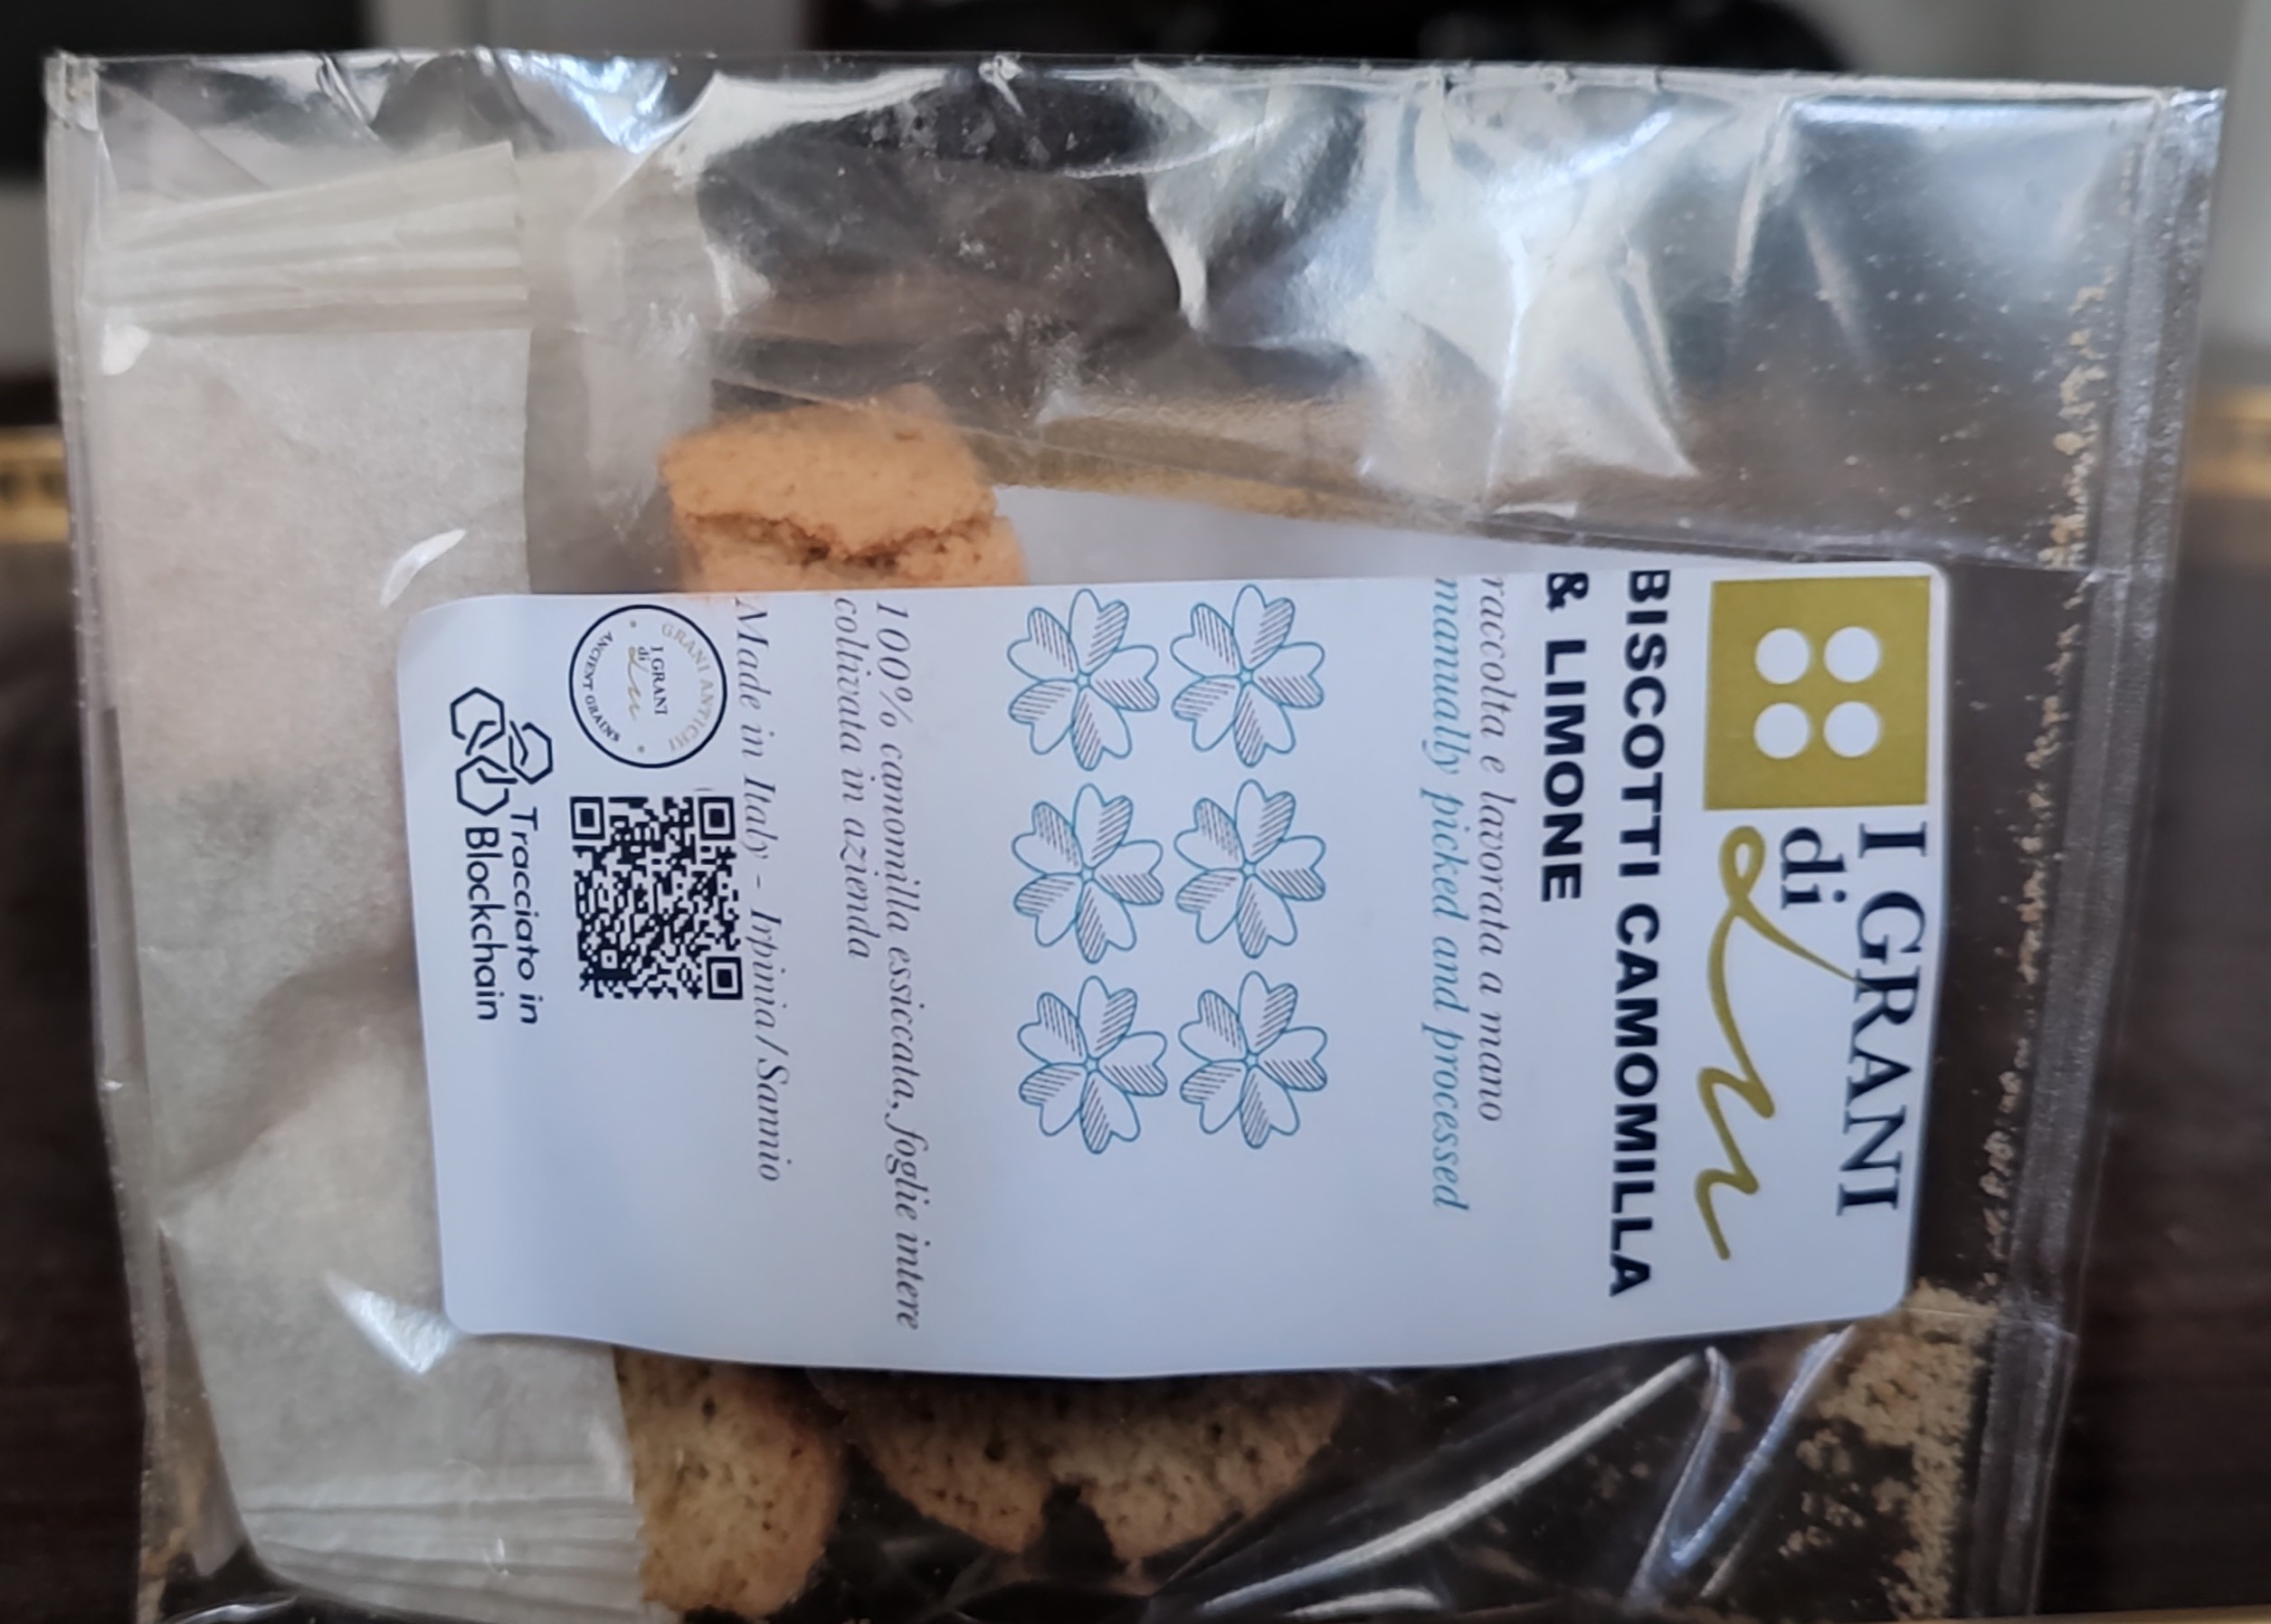 I GRANI
di
BISCOTTI CAMOMILLA
& LIMONE
raccolta e lavorata a mano
manually picked and processed
100% camomilla essiccata, foglie intere
coltivata in azienda
Made in Italy - Irpinia/Sannio
GRANI ANTICHI
I GRANI
di
ANCIENT GRAINS
Tracciato in
Blockchain